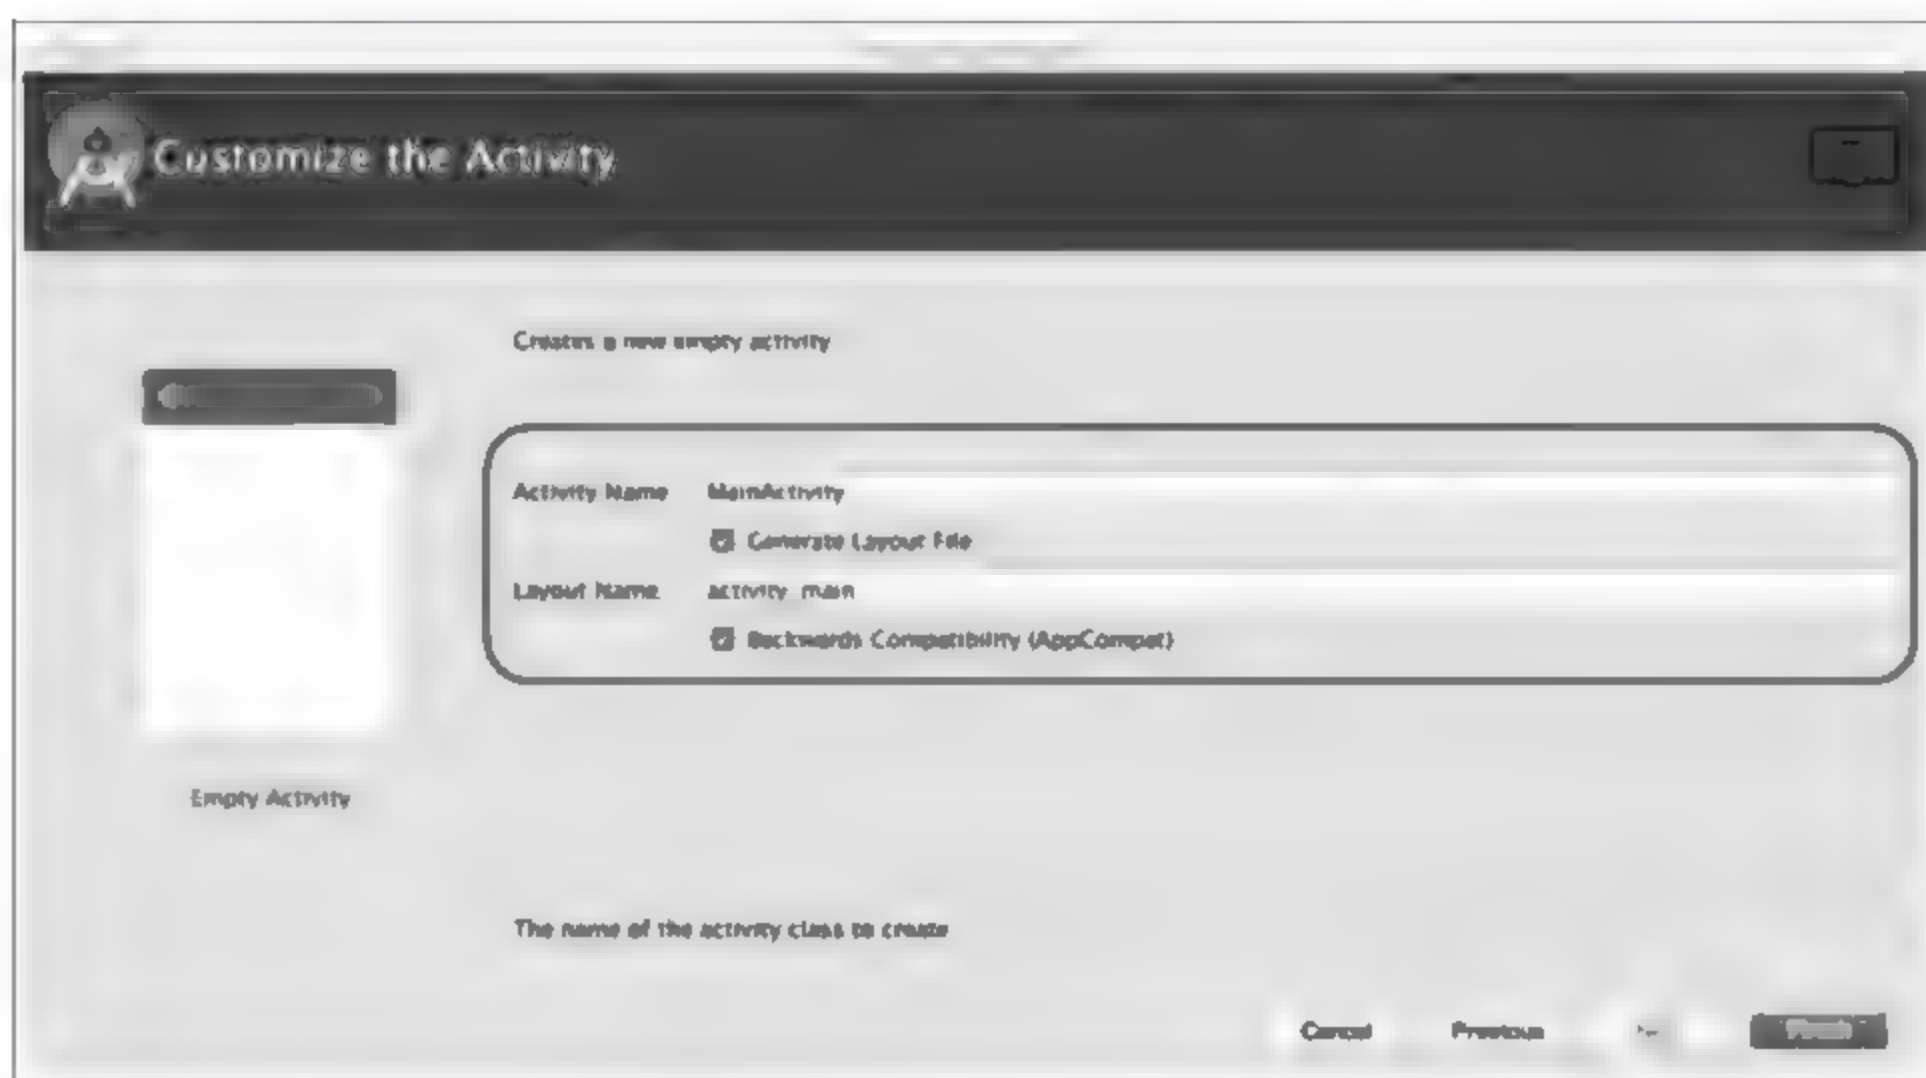 Customize the Activity
Creates a new empty activity
Activity Name MainActivity
Generate Layout File
Layout Name activity_main
Backwards Compatibility (AppCompat)
Empty Activity
The name of the activity class to create
Cancel Previous Finish